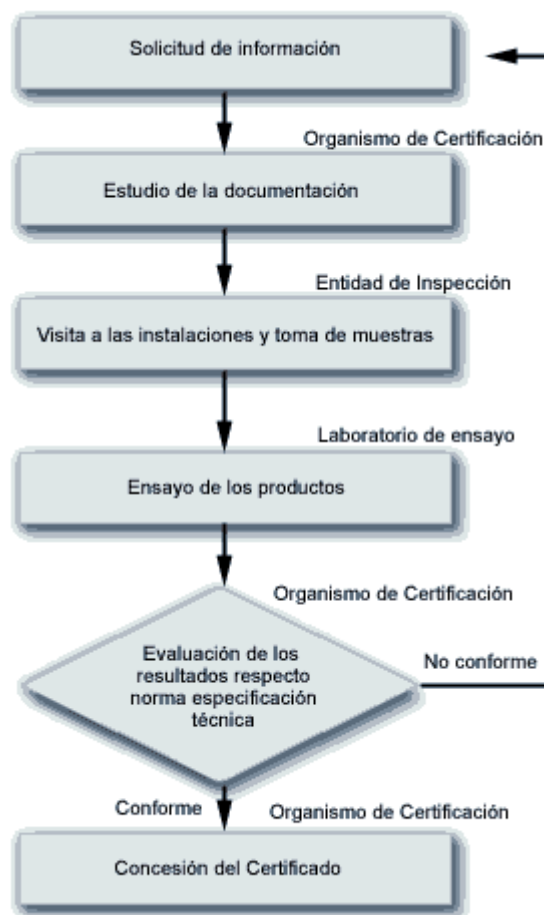 Solicitud de información
Organismo de Certificación
Estudio de la documentación
Entidad de Inspección
Visita a las instalaciones y toma de muestras
Laboratorio de ensayo
Ensayo de los productos
Organismo de Certificación
Evaluación de los
resultados respecto
norma especificación
técnica
No conforme
Conforme
Organismo de Certificación
Concesión del Certificado